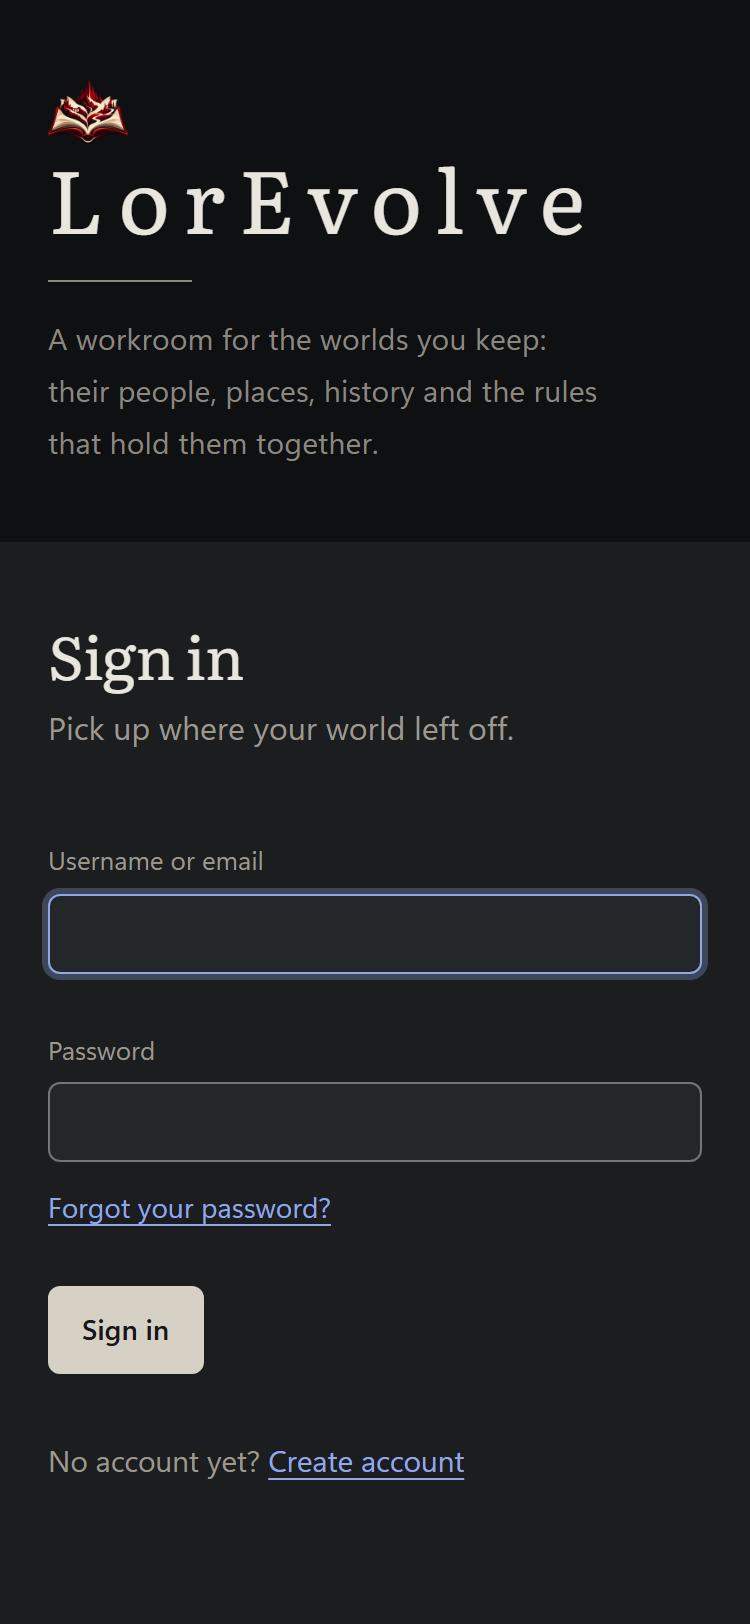 LorEvolve
A workroom for the worlds you keep:
their people, places, history and the rules
that hold them together.
Sign in
Pick up where your world left off.
Username or email
Password
Forgot your password?
Sign in
No account yet? Create account